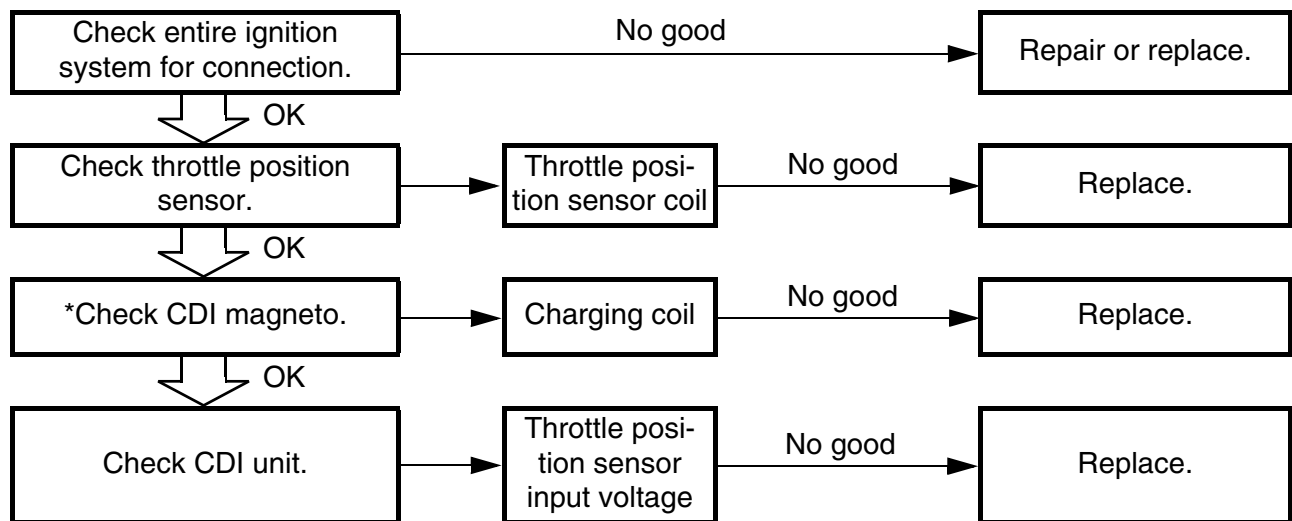 Check entire ignition
system for connection.
No good
Repair or replace.
OK
Check throttle position
sensor.
Throttle posi-
tion sensor coil
No good
Replace.
OK
*Check CDI magneto.
Charging coil
No good
Replace.
OK
Check CDI unit.
Throttle posi-
tion sensor
input voltage
No good
Replace.